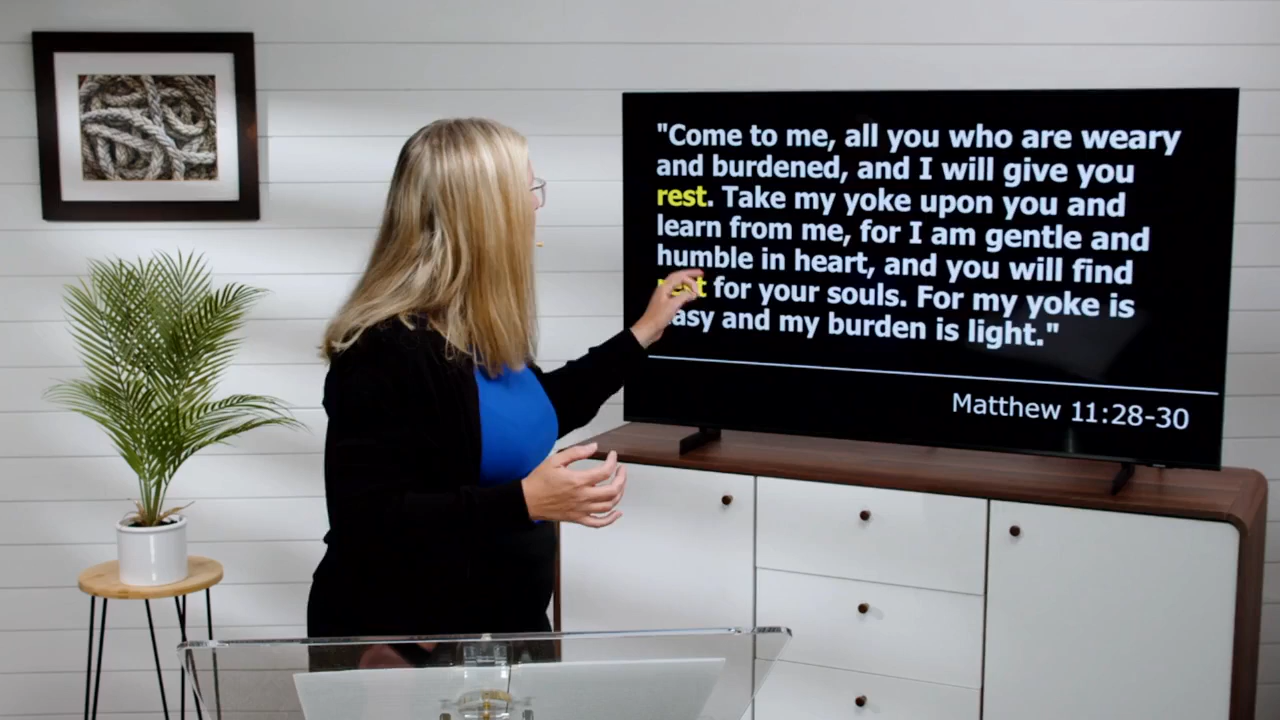 "Come to me, all you who are weary
and burdened, and I will give you
rest. Take my yoke upon you and
learn from me, for I am gentle and
humble in heart, and you will find
rest for your souls. For my yoke is
easy and my burden is light."
Matthew 11:28-30